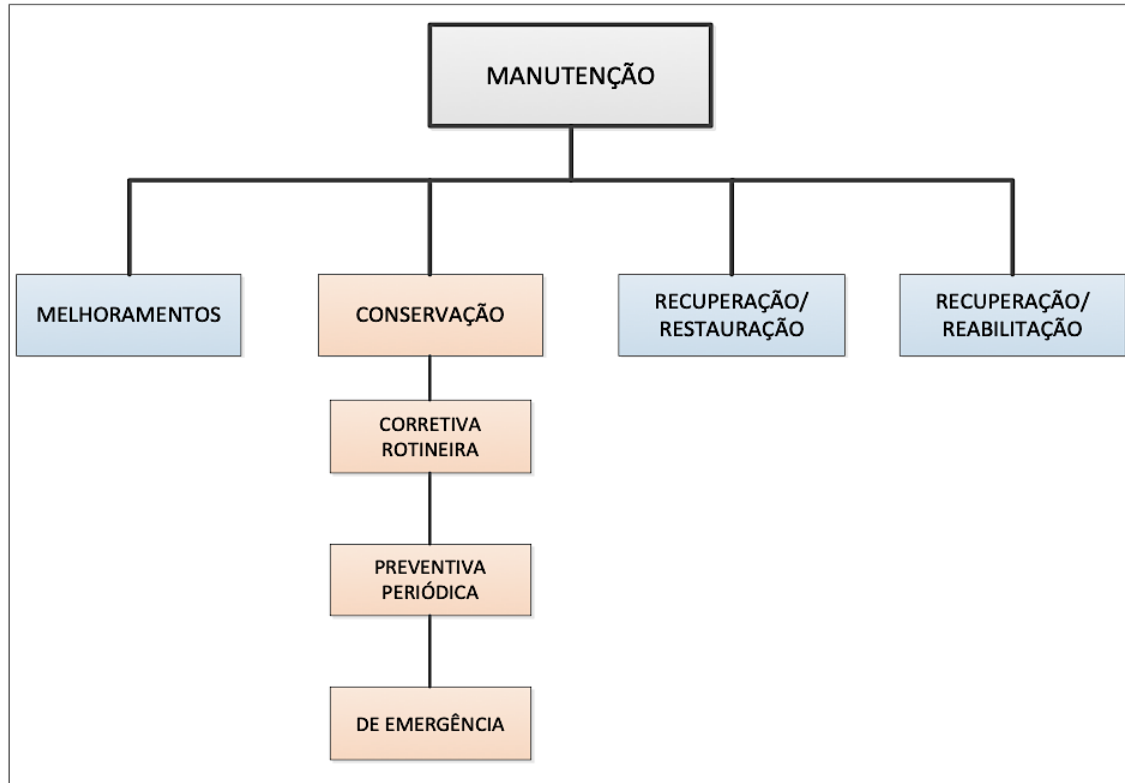 MANUTENÇÃO
MELHORAMENTOS
CONSERVAÇÃO
RECUPERAÇÃO/
RESTAURAÇÃO
RECUPERAÇÃO/
REABILITAÇÃO
CORRETIVA
ROTINEIRA
PREVENTIVA
PERIÓDICA
DE EMERGÊNCIA